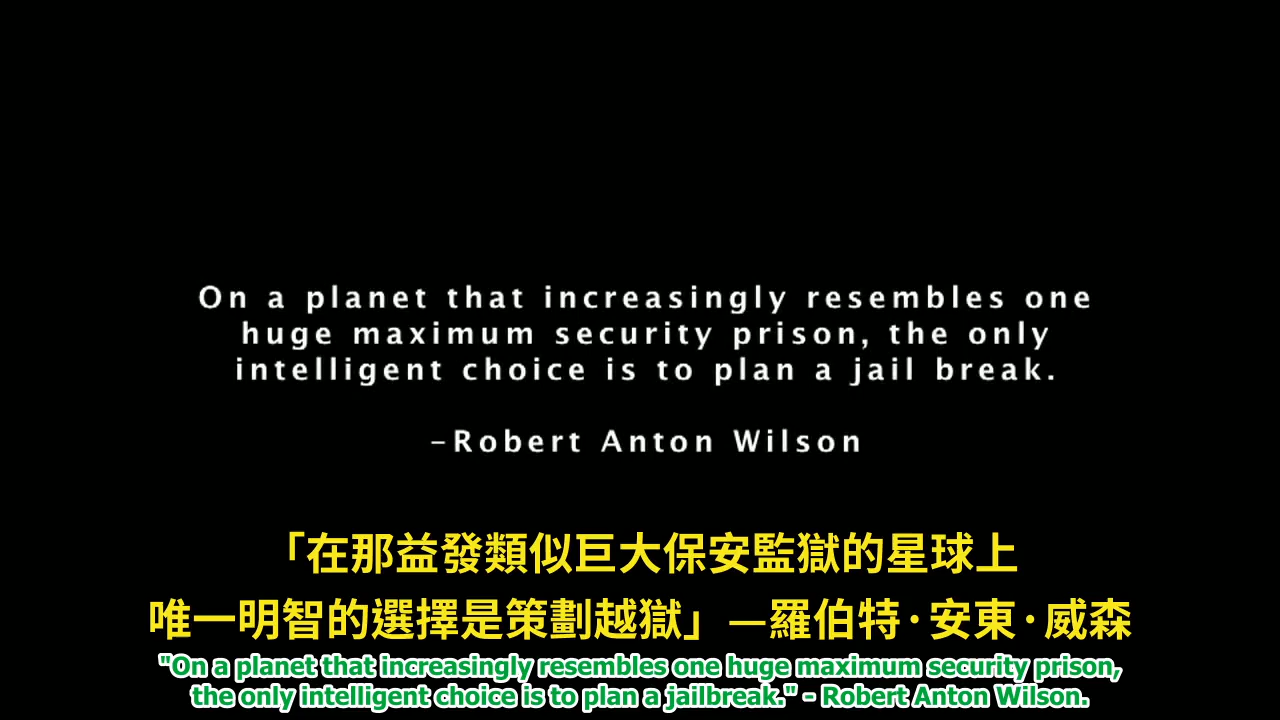 On a planet that increasingly resembles one
huge maximum security prison, the only
intelligent choice is to plan a jail break.
–Robert Anton Wilson
「在那益發類似巨大保安監獄的星球上
唯一明智的選擇是策劃越獄」—羅伯特·安東·威森
"On a planet that increasingly resembles one huge maximum security prison,
the only intelligent choice is to plan a jailbreak." - Robert Anton Wilson.